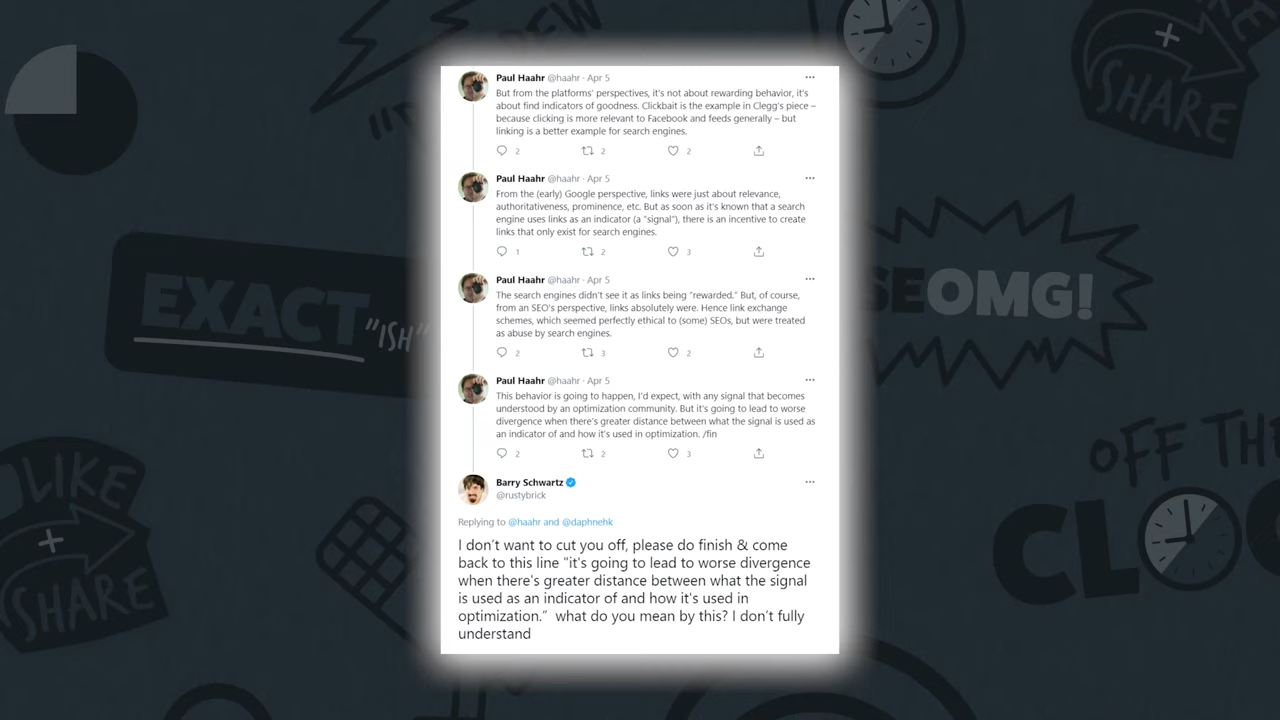 Paul Haahr @haahr · Apr 5
But from the platforms' perspectives, it's not about rewarding behavior, it's
about find indicators of goodness. Clickbait is the example in Clegg's piece –
because clicking is more relevant to Facebook and feeds generally – but
linking is a better example for search engines.
2 2 2
Paul Haahr @haahr · Apr 5
From the (early) Google perspective, links were just about relevance,
authoritativeness, prominence, etc. But as soon as it's known that a search
engine uses links as an indicator (a "signal"), there is an incentive to create
links that only exist for search engines.
1 2 3
Paul Haahr @haahr · Apr 5
The search engines didn't see it as links being "rewarded." But, of course,
from an SEO's perspective, links absolutely were. Hence link exchange
schemes, which seemed perfectly ethical to (some) SEOs, but were treated
as abuse by search engines.
2 3 2
Paul Haahr @haahr · Apr 5
This behavior is going to happen, I'd expect, with any signal that becomes
understood by an optimization community. But it's going to lead to worse
divergence when there's greater distance between what the signal is used as
an indicator of and how it's used in optimization. /fin
2 2 3
Barry Schwartz
@rustybrick
Replying to @haahr and @daphnehk
I don't want to cut you off, please do finish & come
back to this line "it's going to lead to worse divergence
when there's greater distance between what the signal
is used as an indicator of and how it's used in
optimization."  what do you mean by this? I don't fully
understand
EXACT
"ISH"
SEOMG!
LIKE
+
SHARE
+
SHARE
OFF THE
CLO